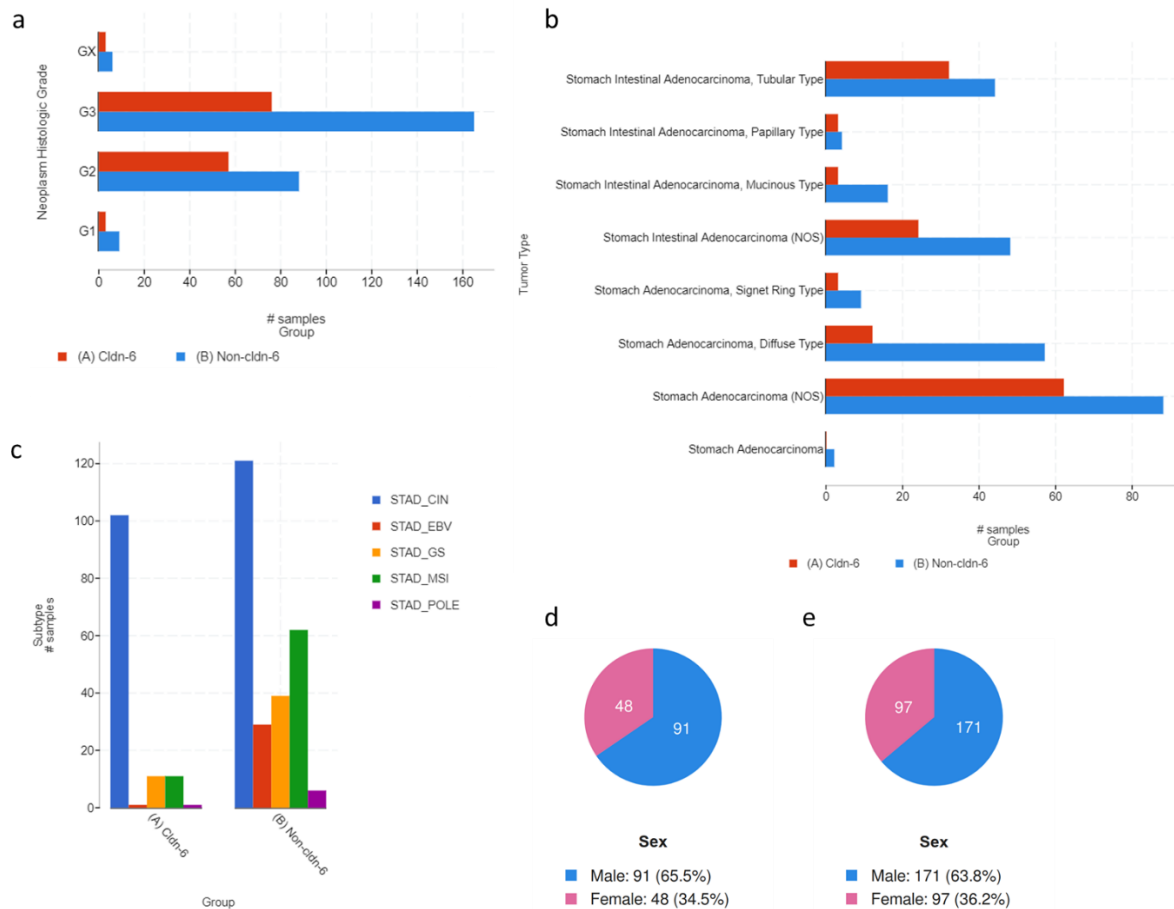 a
Neoplasm Histologic Grade
GX
G3
G2
G1
0 20 40 60 80 100 120 140 160
# samples
Group
(A) Cldn-6 (B) Non-cldn-6
b
Tumor Type
Stomach Intestinal Adenocarcinoma, Tubular Type
Stomach Intestinal Adenocarcinoma, Papillary Type
Stomach Intestinal Adenocarcinoma, Mucinous Type
Stomach Intestinal Adenocarcinoma (NOS)
Stomach Adenocarcinoma, Signet Ring Type
Stomach Adenocarcinoma, Diffuse Type
Stomach Adenocarcinoma (NOS)
Stomach Adenocarcinoma
0 20 40 60 80
# samples
Group
(A) Cldn-6 (B) Non-cldn-6
c
Subtype
# samples
120
100
80
60
40
20
0
(A) Cldn-6
(B) Non-cldn-6
Group
STAD_CIN
STAD_EBV
STAD_GS
STAD_MSI
STAD_POLE
d
48
91
Sex
Male: 91 (65.5%)
Female: 48 (34.5%)
e
97
171
Sex
Male: 171 (63.8%)
Female: 97 (36.2%)